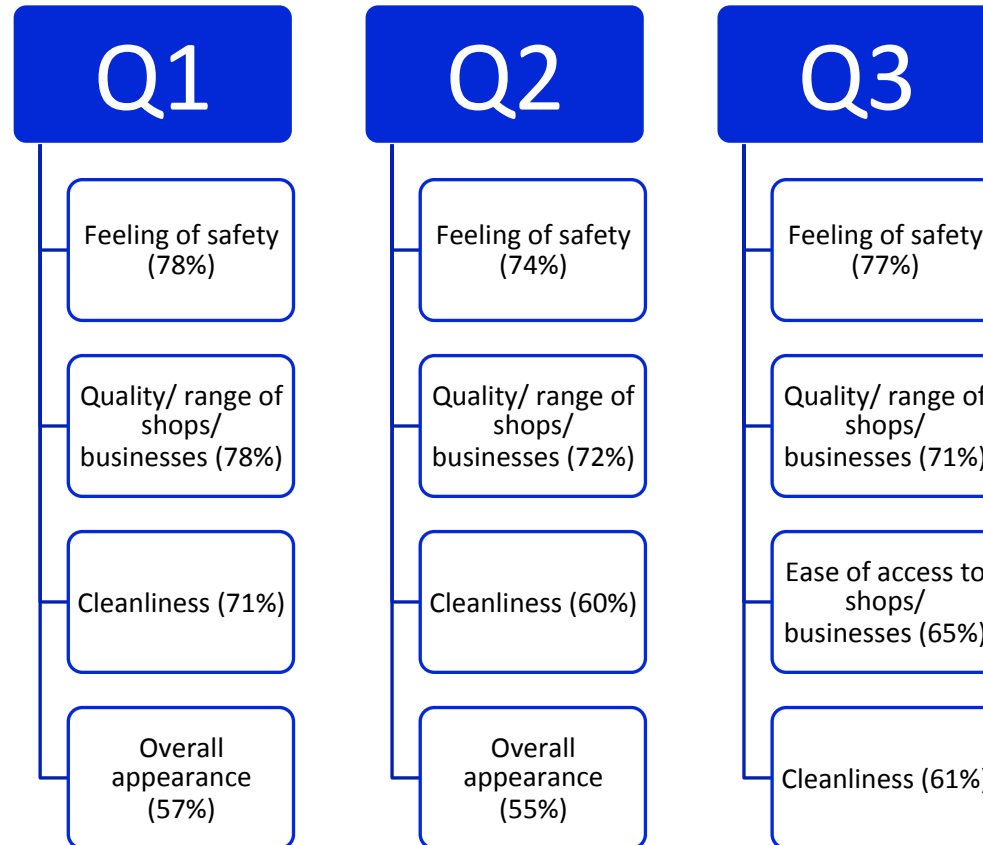 Q1
Feeling of safety
(78%)
Quality/ range of
shops/
businesses (78%)
Cleanliness (71%)
Overall
appearance
(57%)
Q2
Feeling of safety
(74%)
Quality/ range of
shops/
businesses (72%)
Cleanliness (60%)
Overall
appearance
(55%)
Q3
Feeling of safety
(77%)
Quality/ range of
shops/
businesses (71%)
Ease of access to
shops/
businesses (65%)
Cleanliness (61%)